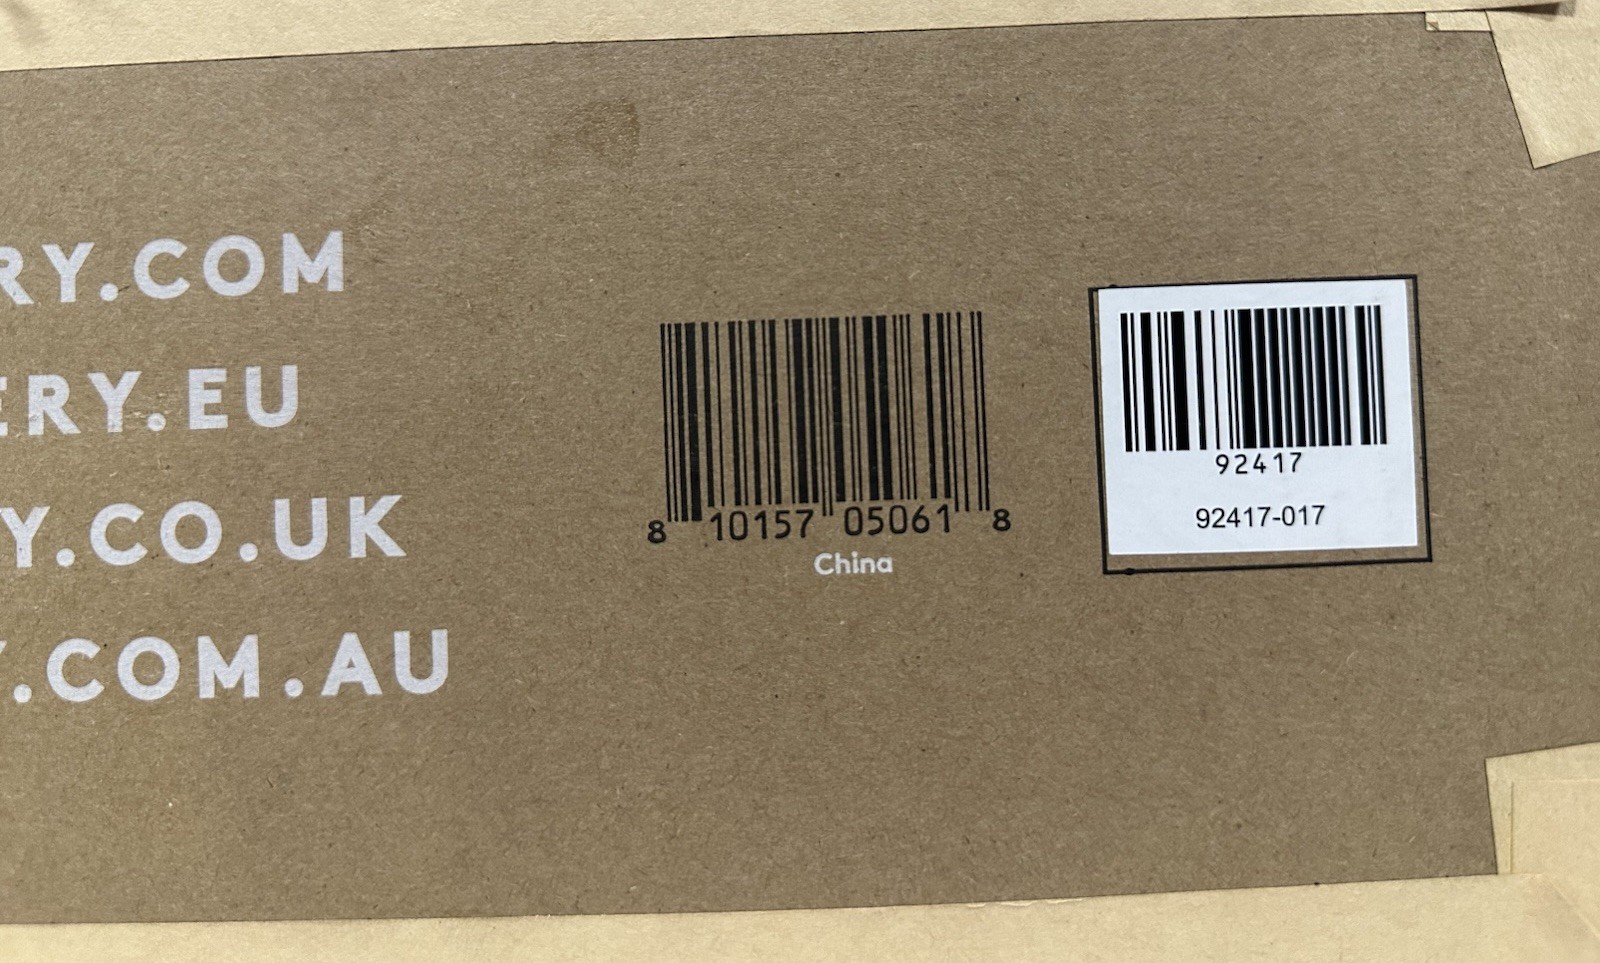 RY.COM
ERY.EU
Y.CO.UK
Y.COM.AU
8 10157 05061 8
China
92417
92417-017